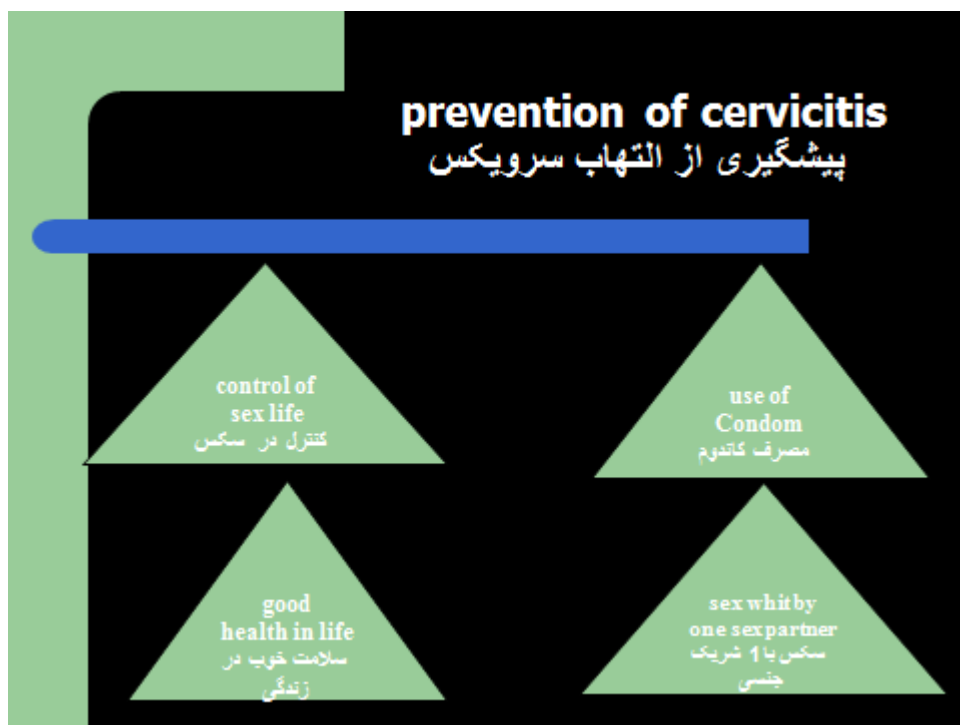 prevention of cervicitis
پیشگیری از التهاب سرویکس
control of
sex life
کنترل در سکس
use of
Condom
مصرف کاندوم
good
health in life
سلامت خوب در
زندگی
sex whit by
one sex partner
سکس با 1 شریک
جنسی